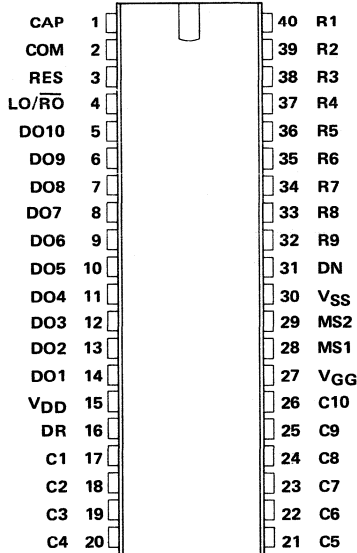 CAP 1 40 R1
COM 2 39 R2
RES 3 38 R3
LO/R̅O̅ 4 37 R4
DO10 5 36 R5
DO9 6 35 R6
DO8 7 34 R7
DO7 8 33 R8
DO6 9 32 R9
DO5 10 31 DN
DO4 11 30 VSS
DO3 12 29 MS2
DO2 13 28 MS1
DO1 14 27 VGG
VDD 15 26 C10
DR 16 25 C9
C1 17 24 C8
C2 18 23 C7
C3 19 22 C6
C4 20 21 C5